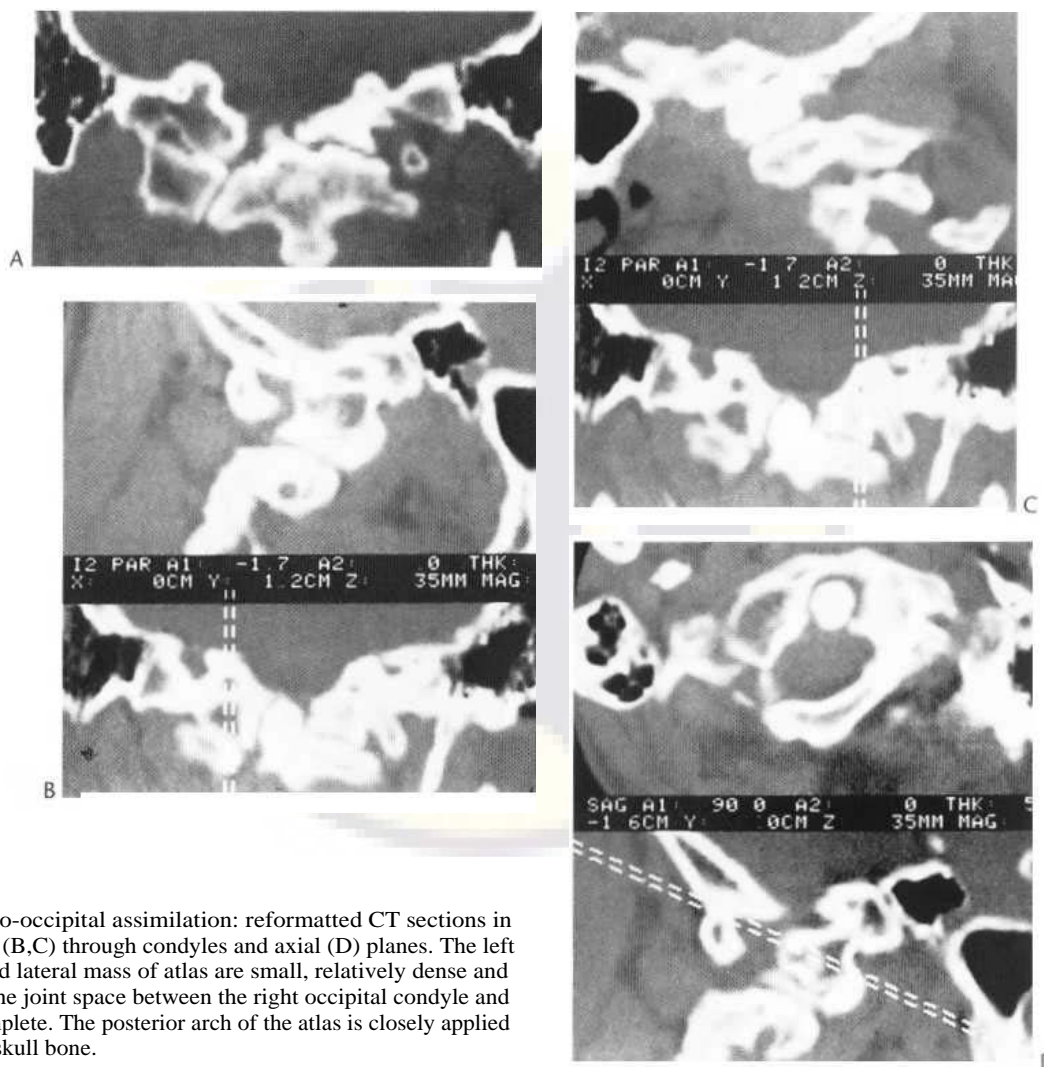 A
B
I2 PAR A1: -1.7 A2: .0 THK:
X: 0CM Y: 1.2CM Z: 35MM MAG:
I2 PAR A1: -1 7 A2: 0 THK
X 0CM Y 1 2CM Z: 35MM MA
C
SAG A1: 90 0 A2: 0 THK:
-1 6CM Y: 0CM Z 35MM MAG
o-occipital assimilation: reformatted CT sections in
(B,C) through condyles and axial (D) planes. The left
d lateral mass of atlas are small, relatively dense and
he joint space between the right occipital condyle and
plete. The posterior arch of the atlas is closely applied
skull bone.